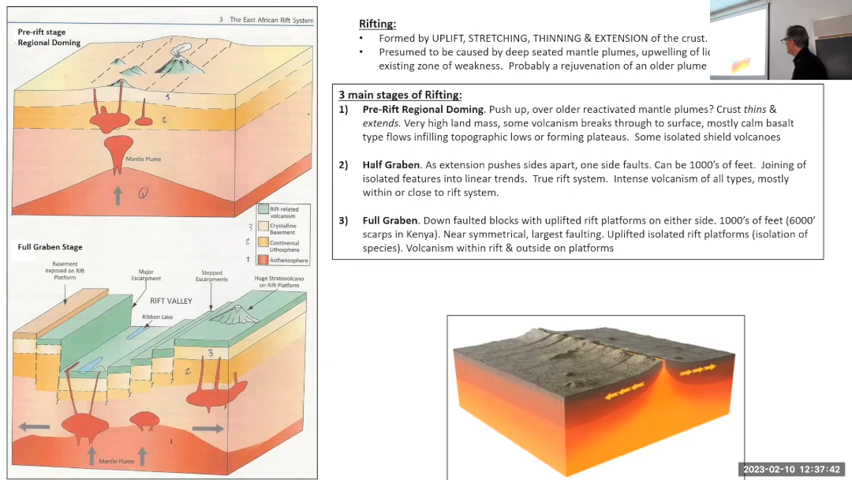 3 The East African Rift System
Pre-rift stage
Regional Doming
3
2
Mantle Plume
Rift-related
volcanism
3 Crystalline
Basement
2 Continental
Lithosphere
1 Asthenosphere
Full Graben Stage
Basement
exposed on Rift
Platform
Major
Escarpment
Stepped
Escarpments
Huge Stratovolcano
on Rift Platform
RIFT VALLEY
Ribbon Lake
3
2
1
Mantle Plume
Rifting:
• Formed by UPLIFT, STRETCHING, THINNING & EXTENSION of the crust.
• Presumed to be caused by deep seated mantle plumes, upwelling of
existing zone of weakness. Probably a rejuvenation of an older plume
3 main stages of Rifting:
1) Pre-Rift Regional Doming. Push up, over older reactivated mantle plumes? Crust thins &
extends. Very high land mass, some volcanism breaks through to surface, mostly calm basalt
type flows infilling topographic lows or forming plateaus. Some isolated shield volcanoes
2) Half Graben. As extension pushes sides apart, one side faults. Can be 1000's of feet. Joining of
isolated features into linear trends. True rift system. Intense volcanism of all types, mostly
within or close to rift system.
3) Full Graben. Down faulted blocks with uplifted rift platforms on either side. 1000's of feet (6000'
scarps in Kenya). Near symmetrical, largest faulting. Uplifted isolated rift platforms (isolation of
species). Volcanism within rift & outside on platforms
2023-02-10 12:37:42